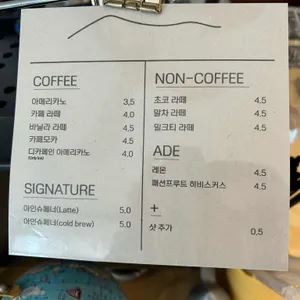 COFFEE
아메리카노 3,5
카페 라떼 4.0
바닐라 라떼 4.5
카페모카 4.5
디카페인 아메리카노 4.0
SIGNATURE
아인슈페너(Latte) 5.0
아인슈페너(cold brew) 5.0
NON-COFFEE
초코 라떼 4.5
말차 라떼 4.5
밀크티 라떼 4.5
ADE
레몬 4.5
패션프루트 히비스커스 4.5
+
샷 추가 0.5